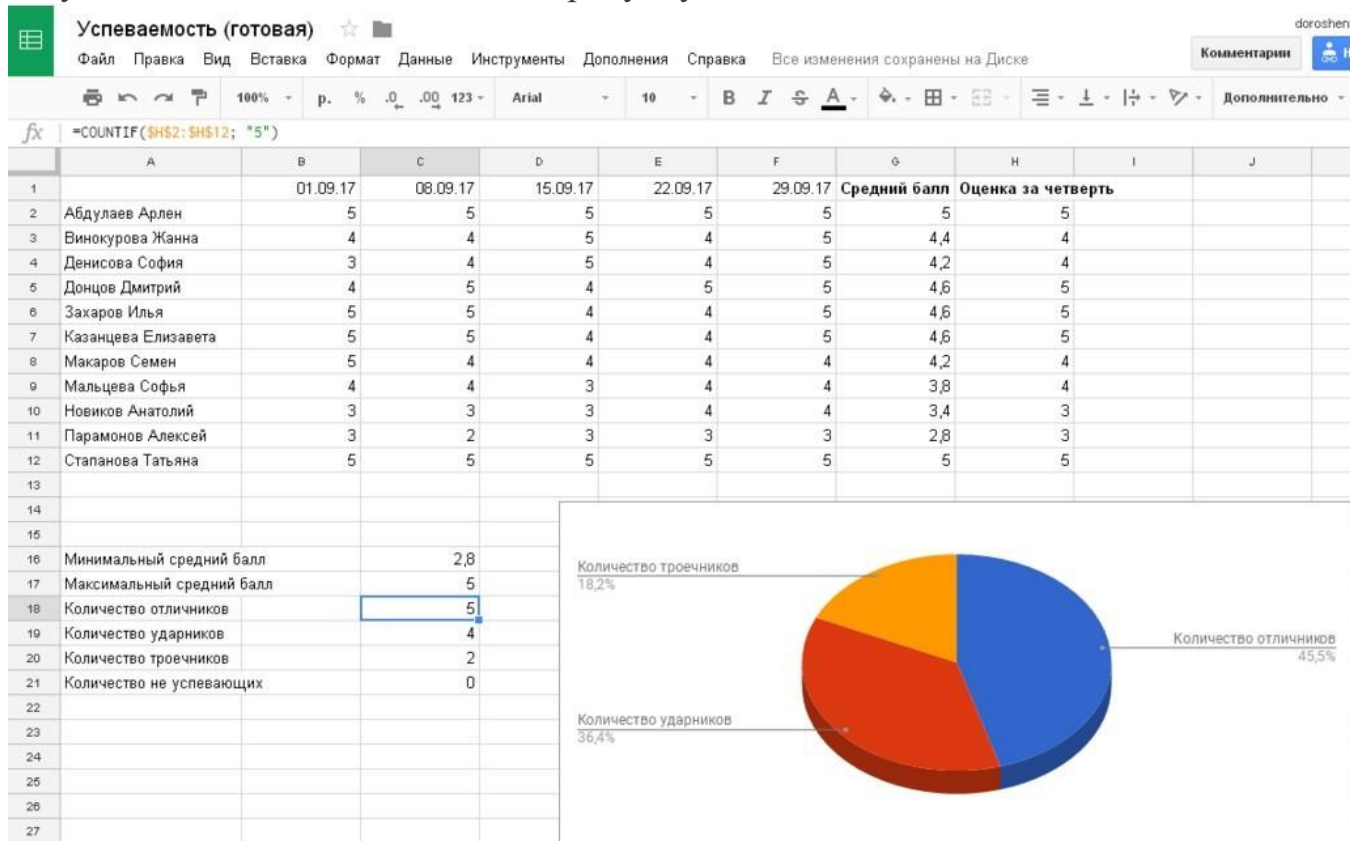 Успеваемость (готовая)
doroshen
Файл Правка Вид Вставка Формат Данные Инструменты Дополнения Справка Все изменения сохранены на Диске
Комментарии
100% р. % .0 .00 123 Arial 10 B I S A Дополнительно
fx =COUNTIF($H$2:$H$12; "5")
A B C D E F G H I J
1 01.09.17 08.09.17 15.09.17 22.09.17 29.09.17 Средний балл Оценка за четверть
2 Абдулаев Арлен 5 5 5 5 5 5 5
3 Винокурова Жанна 4 4 5 4 5 4,4 4
4 Денисова София 3 4 5 4 5 4,2 4
5 Донцов Дмитрий 4 5 4 5 5 4,6 5
6 Захаров Илья 5 5 4 4 5 4,6 5
7 Казанцева Елизавета 5 5 4 4 5 4,6 5
8 Макаров Семен 5 4 4 4 4 4,2 4
9 Мальцева Софья 4 4 3 4 4 3,8 4
10 Новиков Анатолий 3 3 3 4 4 3,4 3
11 Парамонов Алексей 3 2 3 3 3 2,8 3
12 Стапанова Татьяна 5 5 5 5 5 5 5
13
14
15
16 Минимальный средний балл 2,8
17 Максимальный средний балл 5
18 Количество отличников 5
19 Количество ударников 4
20 Количество троечников 2
21 Количество не успевающих 0
22
23
24
25
26
27
Количество троечников
18,2%
Количество отличников
45,5%
Количество ударников
36,4%